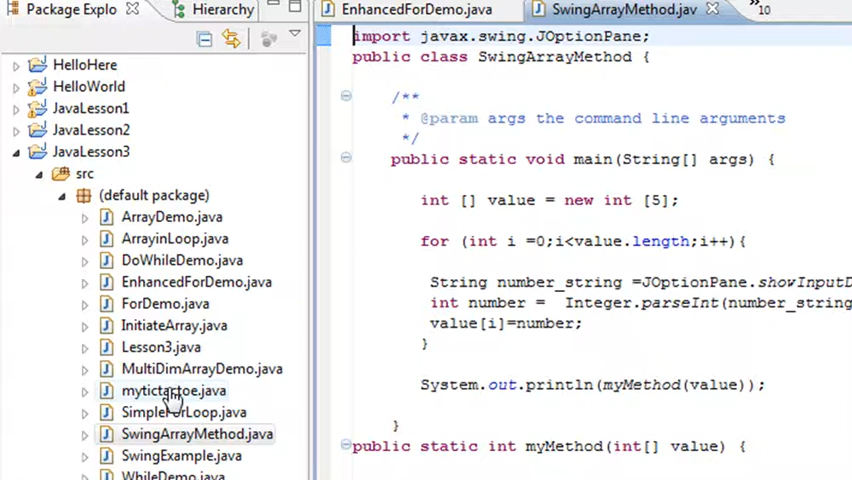 Package Explo
Hierarchy
HelloHere
HelloWorld
JavaLesson1
JavaLesson2
JavaLesson3
src
(default package)
ArrayDemo.java
ArrayinLoop.java
DoWhileDemo.java
EnhancedForDemo.java
ForDemo.java
InitiateArray.java
Lesson3.java
MultiDimArrayDemo.java
mytictactoe.java
SimpleForLoop.java
SwingArrayMethod.java
SwingExample.java
WhileDemo.java
EnhancedForDemo.java
SwingArrayMethod.jav
»10
import javax.swing.JOptionPane;
public class SwingArrayMethod {
/**
* @param args the command line arguments
*/
public static void main(String[] args) {
int [] value = new int [5];
for (int i =0;i<value.length;i++){
String number_string =JOptionPane.showInputD
int number = Integer.parseInt(number_string
value[i]=number;
}
System.out.println(myMethod(value));
}
public static int myMethod(int[] value) {